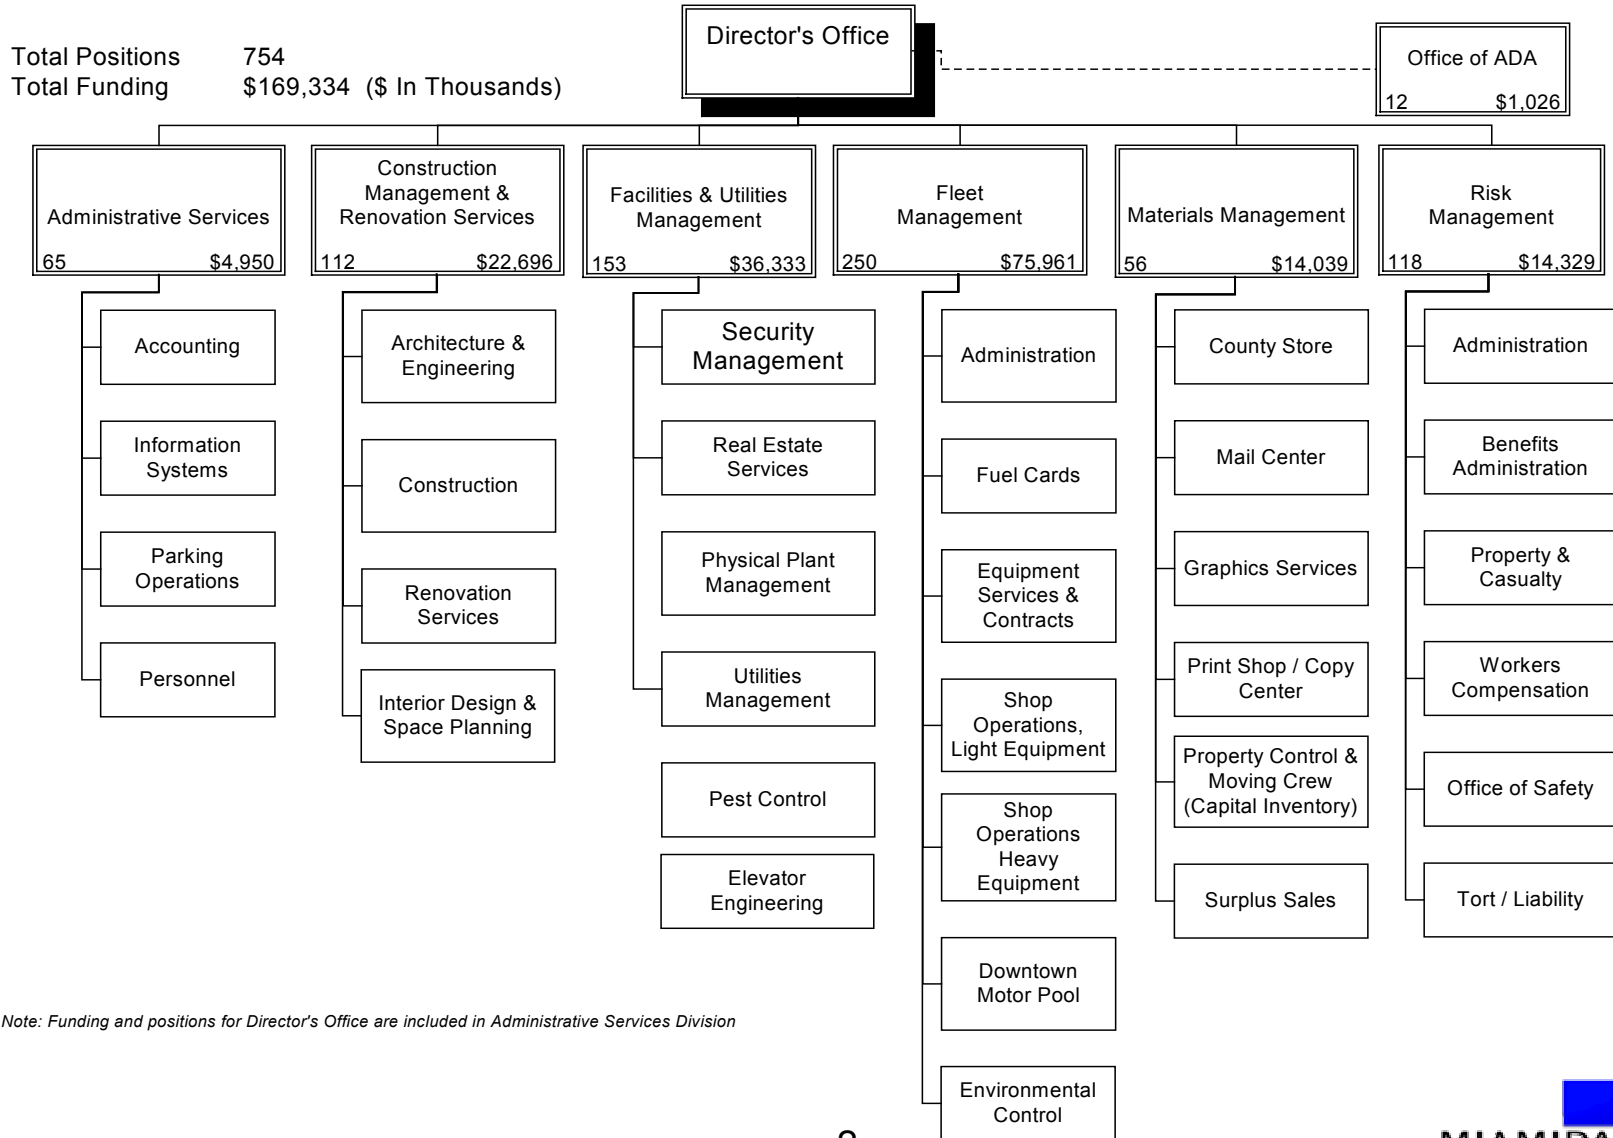 Director's Office
Total Positions 754
Total Funding $169,334 ($ In Thousands)
Office of ADA
12 $1,026
Administrative Services
65 $4,950
Construction
Management &
Renovation Services
112 $22,696
Facilities & Utilities
Management
153 $36,333
Fleet
Management
250 $75,961
Materials Management
56 $14,039
Risk
Management
118 $14,329
Accounting
Information
Systems
Parking
Operations
Personnel
Architecture &
Engineering
Construction
Renovation
Services
Interior Design &
Space Planning
Security
Management
Real Estate
Services
Physical Plant
Management
Utilities
Management
Pest Control
Elevator
Engineering
Administration
Fuel Cards
Equipment
Services &
Contracts
Shop
Operations,
Light Equipment
Shop
Operations
Heavy
Equipment
Downtown
Motor Pool
Environmental
Control
County Store
Mail Center
Graphics Services
Print Shop / Copy
Center
Property Control &
Moving Crew
(Capital Inventory)
Surplus Sales
Administration
Benefits
Administration
Property &
Casualty
Workers
Compensation
Office of Safety
Tort / Liability
Note: Funding and positions for Director's Office are included in Administrative Services Division